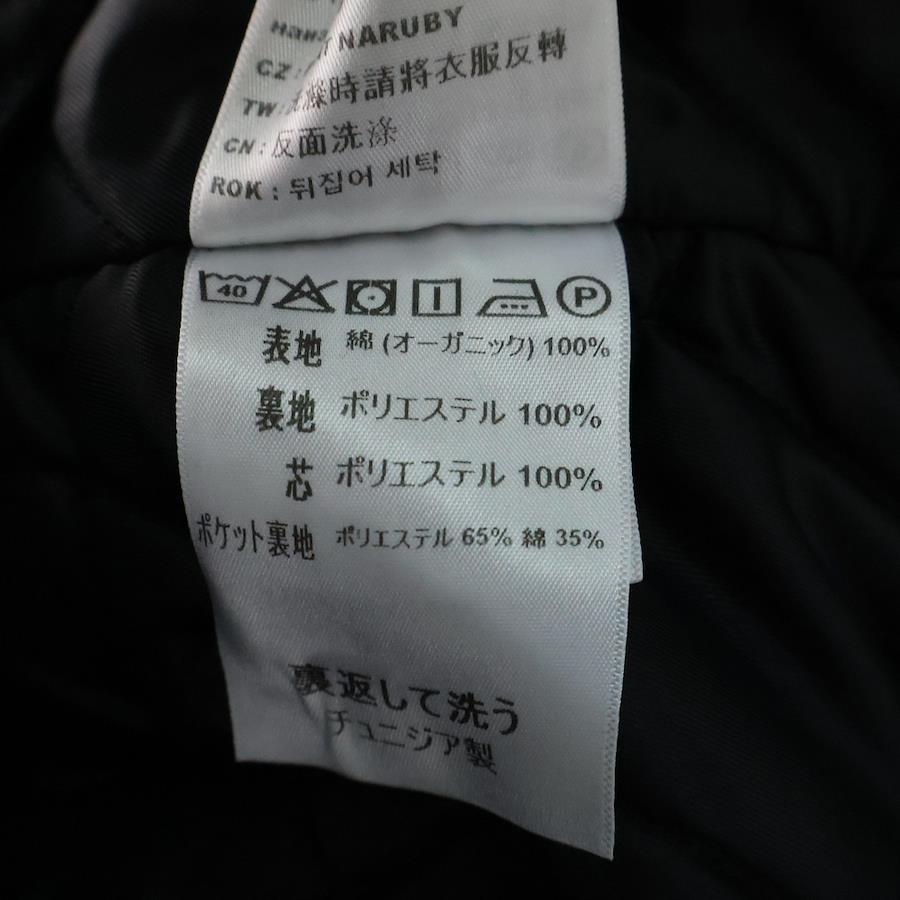 NARUBY
CZ:
TW: 洗滌時請將衣服反轉
CN: 反面洗涤
ROK : 뒤집어 세탁
40 P
表地 綿 (オーガニック) 100%
裏地 ポリエステル 100%
芯 ポリエステル 100%
ポケット裏地 ポリエステル 65% 綿 35%
裏返して洗う
チュニジア製